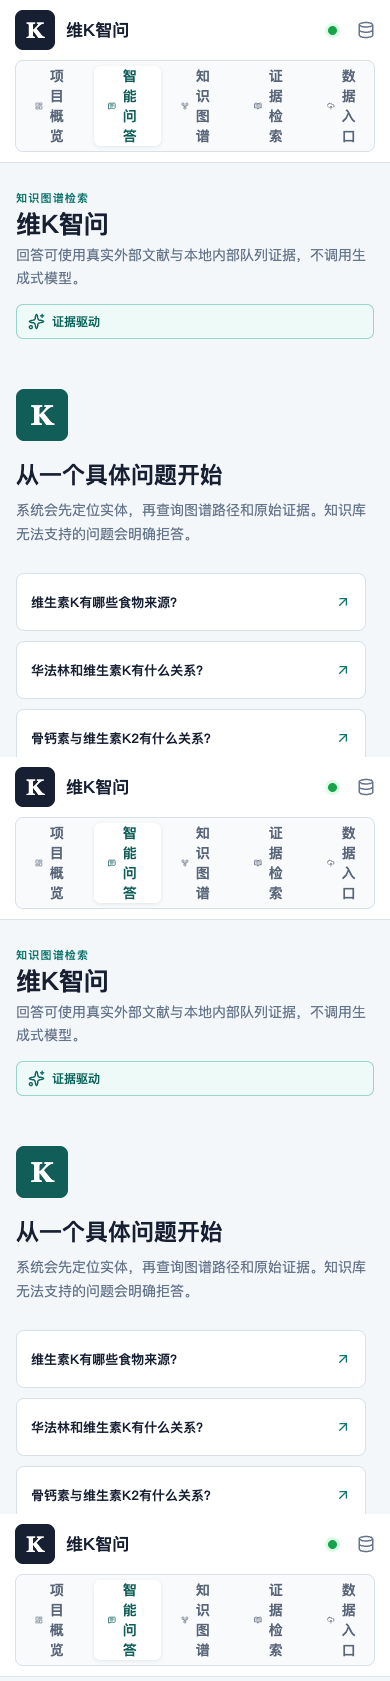 K 维K智问
项目概览 智能问答 知识图谱 证据检索 数据入口
知识图谱检索
维K智问
回答可使用真实外部文献与本地内部队列证据，不调用生
成式模型。
证据驱动
K
从一个具体问题开始
系统会先定位实体，再查询图谱路径和原始证据。知识库
无法支持的问题会明确拒答。
维生素K有哪些食物来源?
华法林和维生素K有什么关系?
骨钙素与维生素K2有什么关系?
K 维K智问
项目概览 智能问答 知识图谱 证据检索 数据入口
知识图谱检索
维K智问
回答可使用真实外部文献与本地内部队列证据，不调用生
成式模型。
证据驱动
K
从一个具体问题开始
系统会先定位实体，再查询图谱路径和原始证据。知识库
无法支持的问题会明确拒答。
维生素K有哪些食物来源?
华法林和维生素K有什么关系?
骨钙素与维生素K2有什么关系?
K 维K智问
项目概览 智能问答 知识图谱 证据检索 数据入口